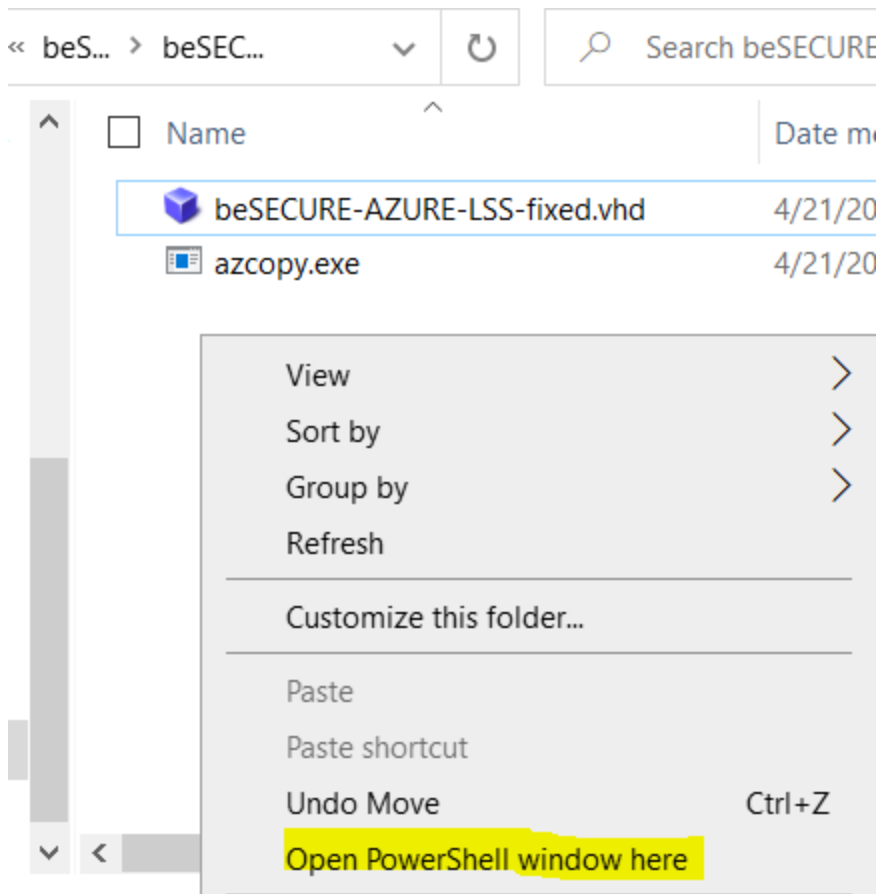 « beS... > beSEC...
Search beSECURE
Name
Date m
beSECURE-AZURE-LSS-fixed.vhd 4/21/20
azcopy.exe 4/21/20
View
Sort by
Group by
Refresh
Customize this folder...
Paste
Paste shortcut
Undo Move Ctrl+Z
Open PowerShell window here